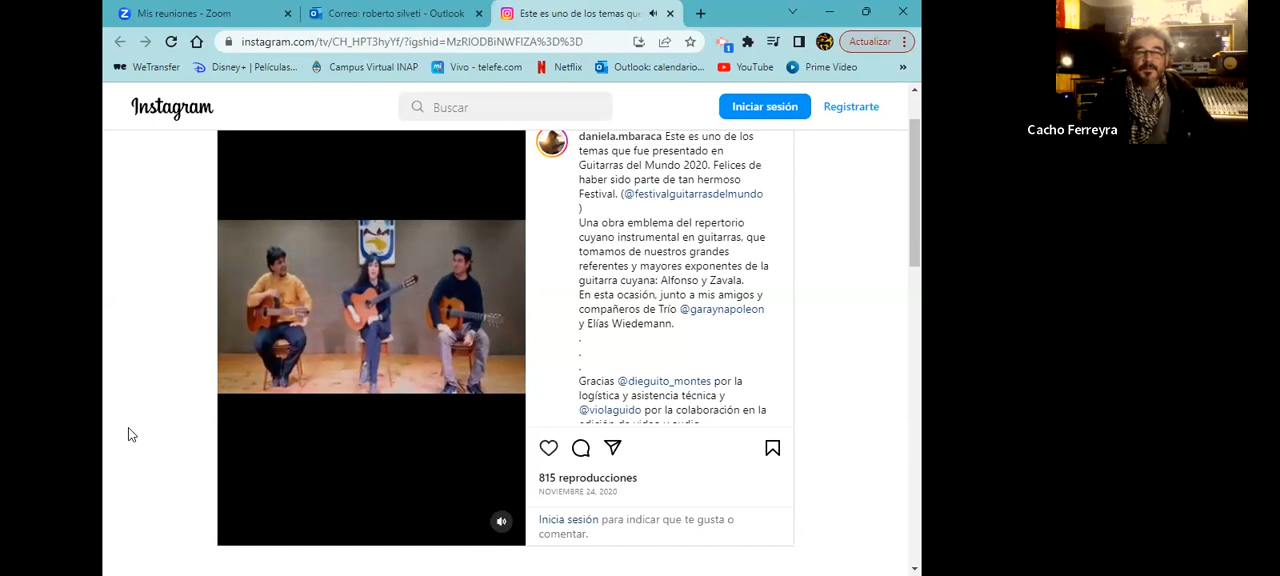 Mis reuniones - Zoom
Correo: roberto silveti - Outlook
Este es uno de los temas que
instagram.com/tv/CH_HPT3hyYf/?igshid=MzRlODBiNWFlZA%3D%3D
1
Actualizar
WeTransfer
Disney+ | Películas...
Campus Virtual INAP
Vivo - telefe.com
Netflix
Outlook: calendario...
YouTube
Prime Video
»
Instagram
Buscar
Iniciar sesión
Registrarte
daniela.mbaraca Este es uno de los
temas que fue presentado en
Guitarras del Mundo 2020. Felices de
haber sido parte de tan hermoso
Festival. (@festivalguitarrasdelmundo
)
Una obra emblema del repertorio
cuyano instrumental en guitarras, que
tomamos de nuestros grandes
referentes y mayores exponentes de la
guitarra cuyana: Alfonso y Zavala.
En esta ocasión, junto a mis amigos y
compañeros de Trío @garaynapoleon
y Elías Wiedemann.
.
.
.
Gracias @dieguito_montes por la
logística y asistencia técnica y
@violaguido por la colaboración en la
edición de video y audio.
815 reproducciones
NOVIEMBRE 24, 2020
Inicia sesión para indicar que te gusta o
comentar.
Cacho Ferreyra